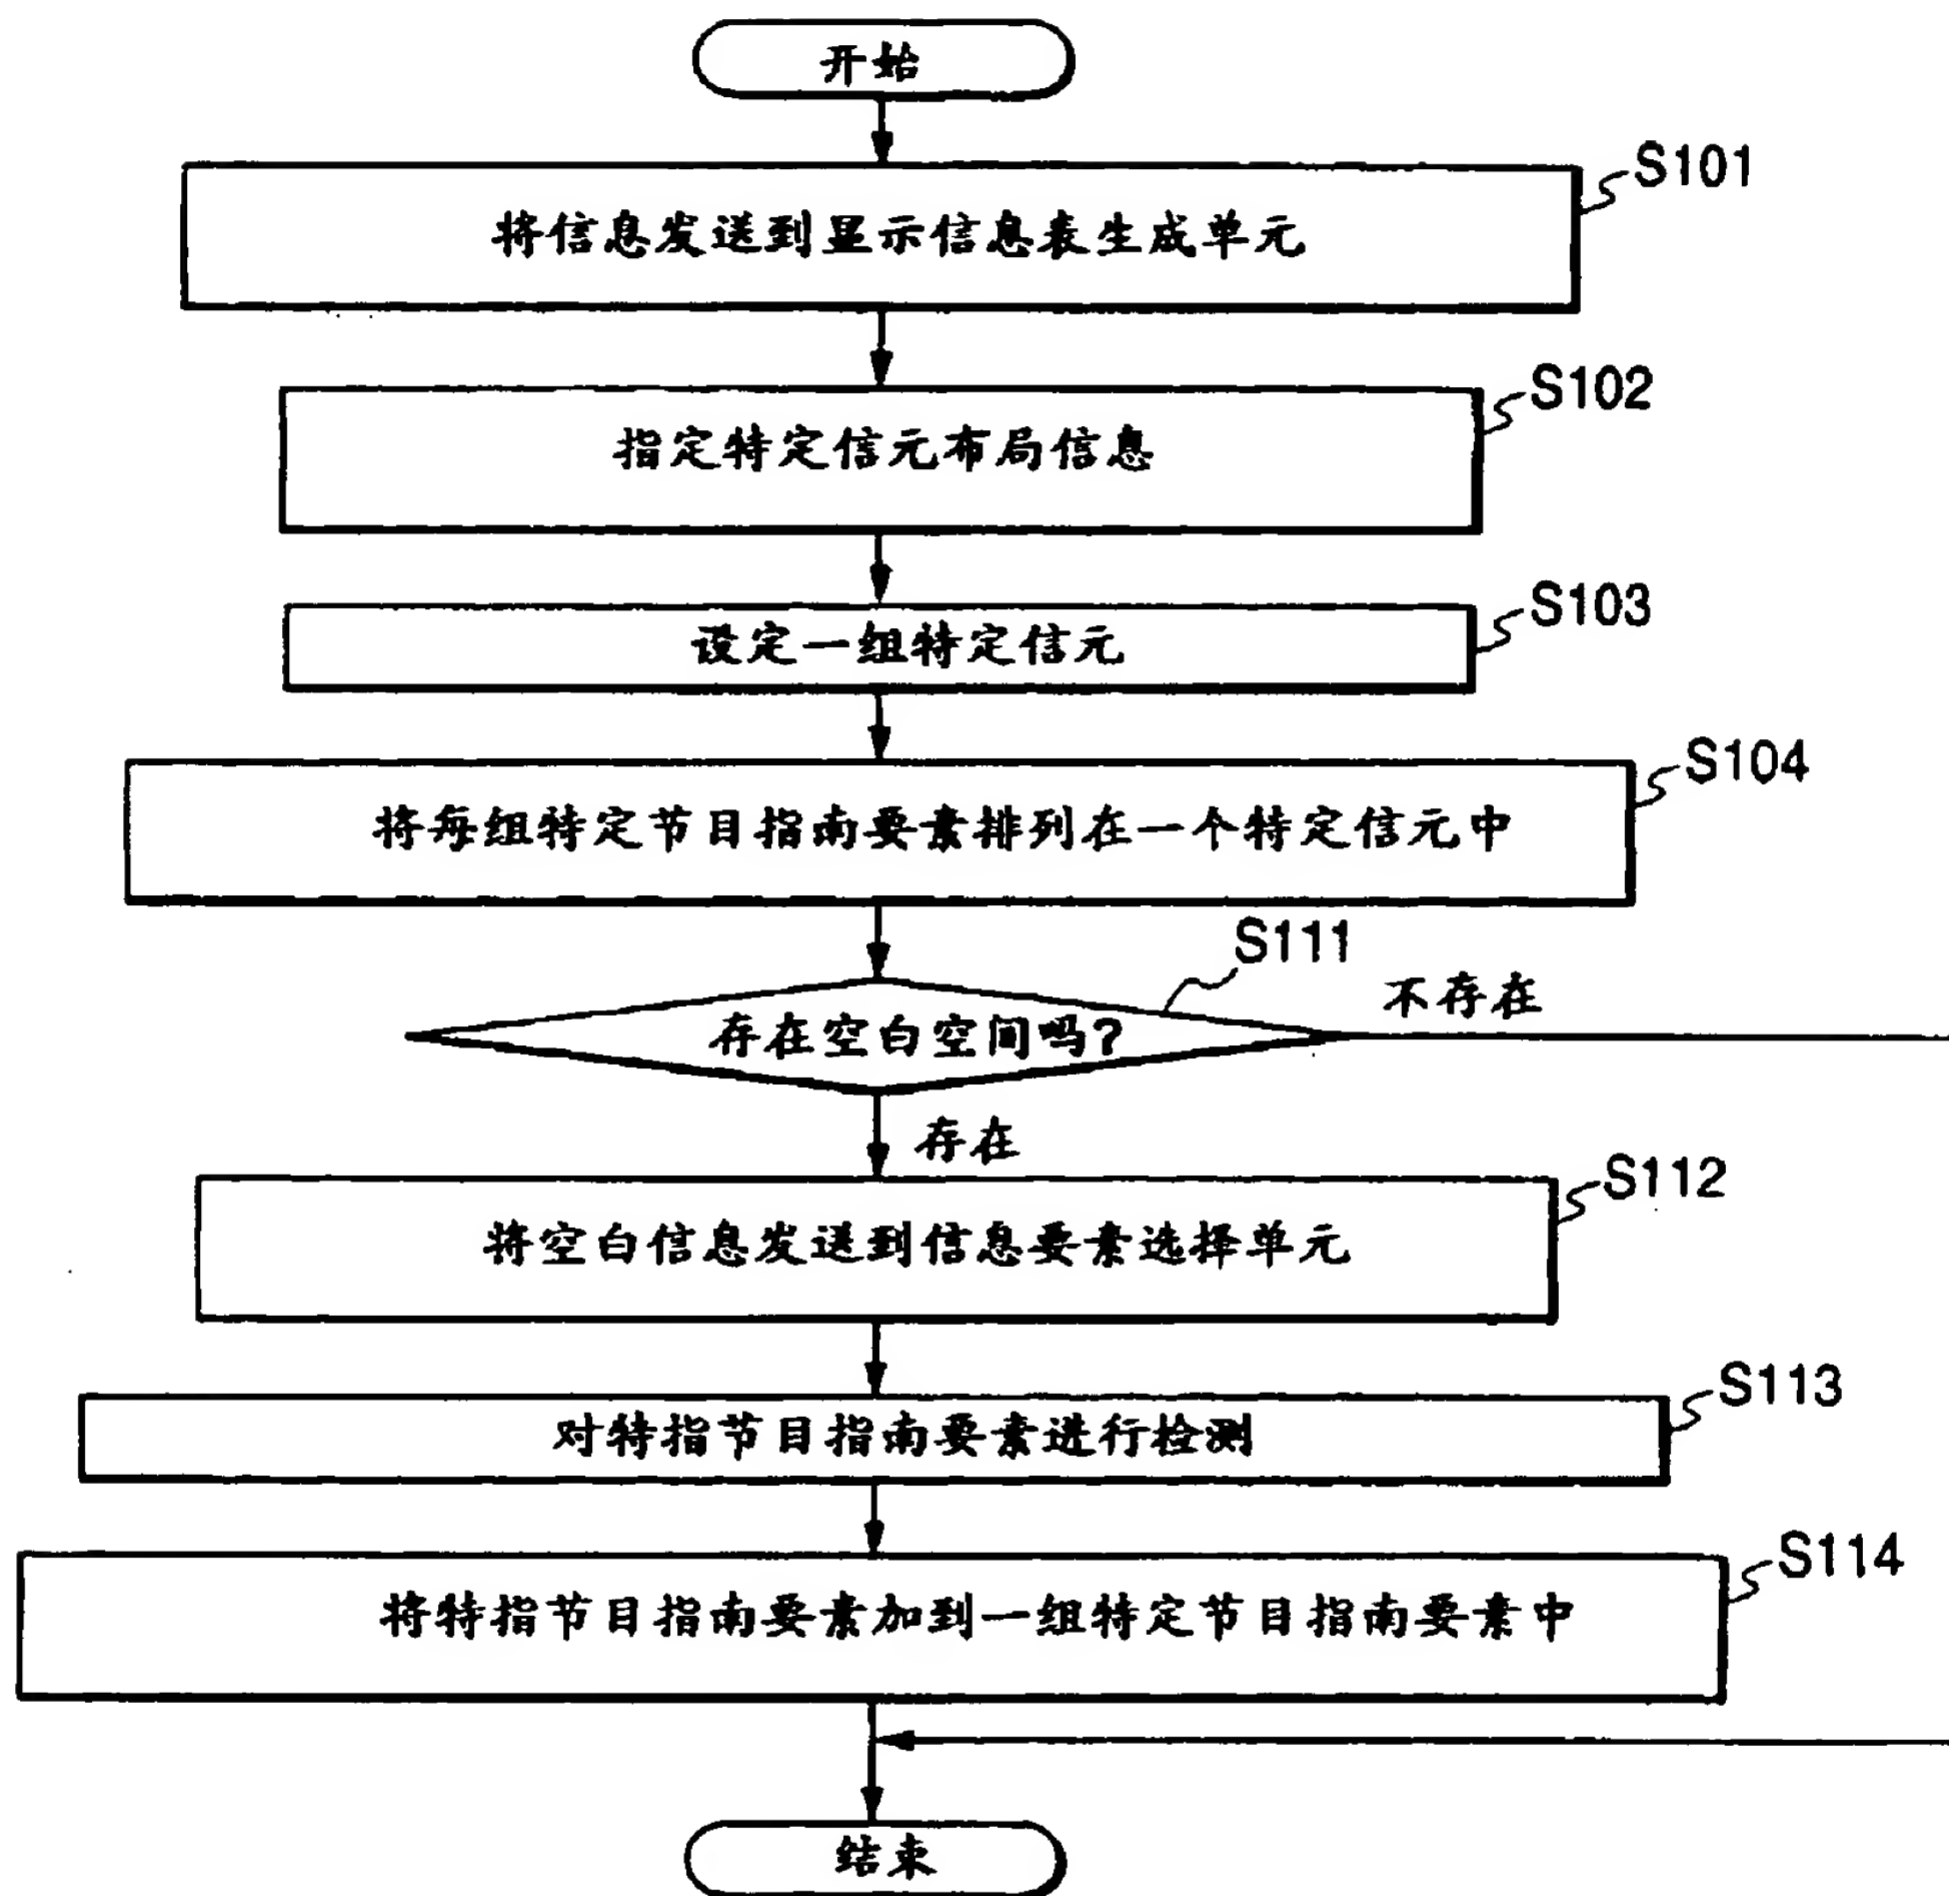 开始
S101
将信息发送到显示信息表生成单元
S102
指定特定信元布局信息
S103
设定一组特定信元
S104
将每组特定节目指南要素排列在一个特定信元中
S111
不存在
存在空白空间吗?
存在
S112
将空白信息发送到信息要素选择单元
S113
对特指节目指南要素进行检测
S114
将特指节目指南要素加到一组特定节目指南要素中
结束